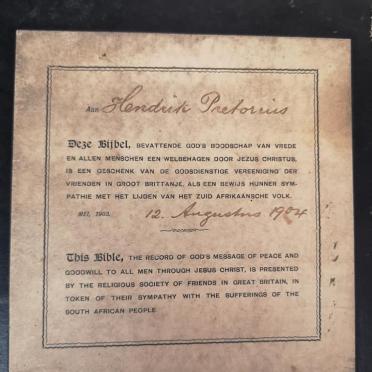 Aan Hendrik Pretorius
Deze Bijbel, BEVATTENDE GOD'S BOODSCHAP VAN VREDE
EN ALLEN MENSCHEN EEN WELBEHAGEN DOOR JEZUS CHRISTUS,
IS EEN GESCHENK VAN DE GODSDIENSTIGE VEREENIGING DER
VRIENDEN IN GROOT BRITTANJE, ALS EEN BEWIJS HUNNER SYM-
PATHIE MET HET LIJDEN VAN HET ZUID AFRIKAANSCHE VOLK.
MEI, 1903. 12. Augustus 1904
This Bible, THE RECORD OF GOD'S MESSAGE OF PEACE AND
GOODWILL TO ALL MEN THROUGH JESUS CHRIST, IS PRESENTED
BY THE RELIGIOUS SOCIETY OF FRIENDS IN GREAT BRITAIN, IN
TOKEN OF THEIR SYMPATHY WITH THE SUFFERINGS OF THE
SOUTH AFRICAN PEOPLE